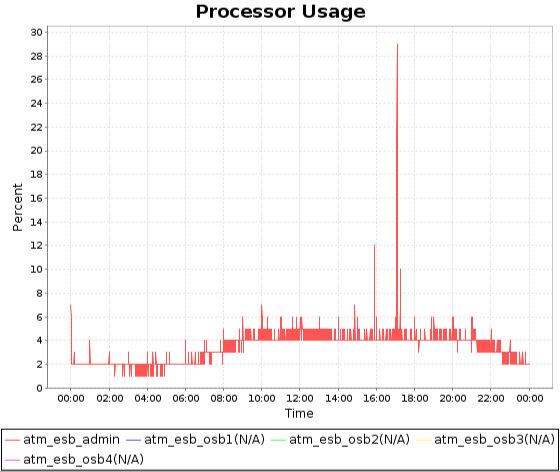 Processor Usage
30
28
26
24
22
20
18
16
14
12
10
8
6
4
2
0
Percent
00:00 02:00 04:00 06:00 08:00 10:00 12:00 14:00 16:00 18:00 20:00 22:00 00:00
Time
atm_esb_admin atm_esb_osb1(N/A) atm_esb_osb2(N/A) atm_esb_osb3(N/A)
atm_esb_osb4(N/A)